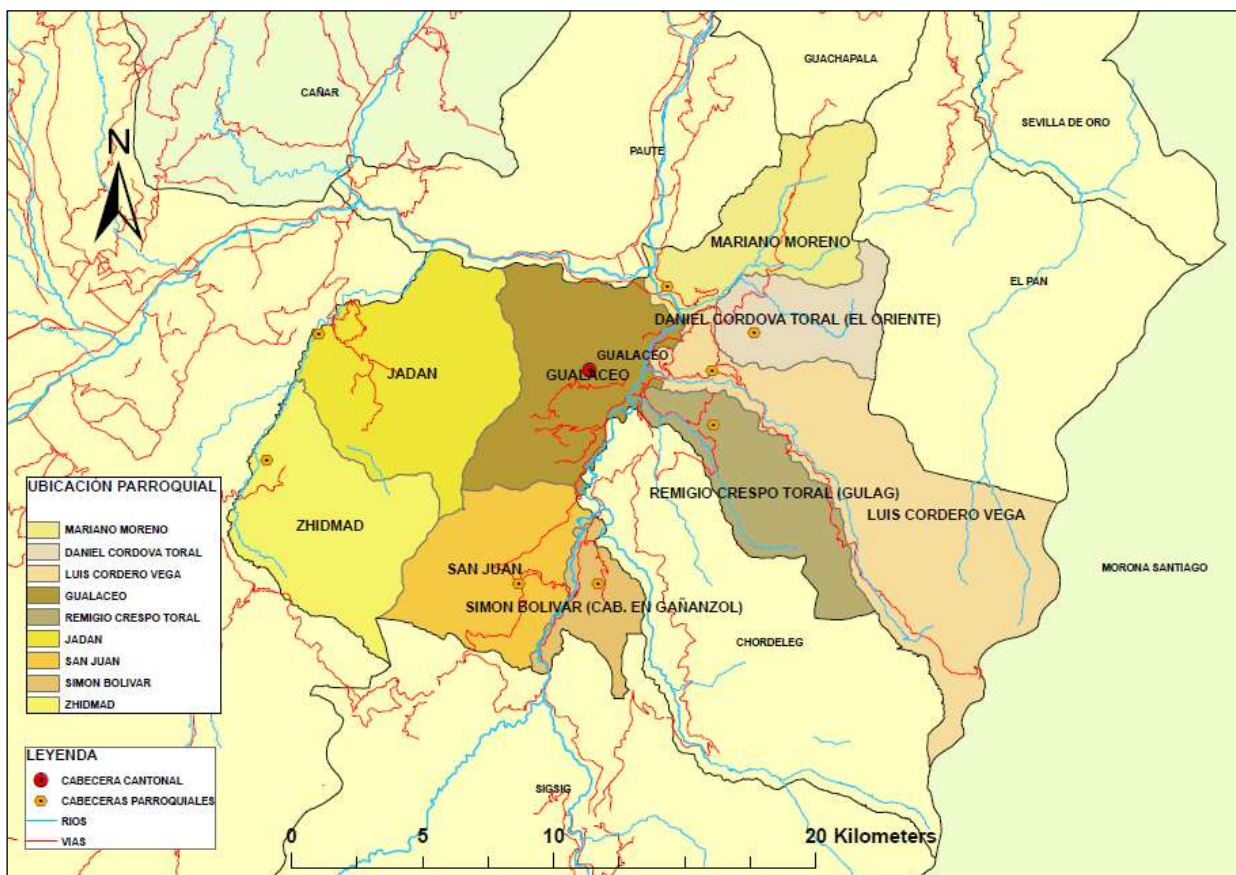 GUACHAPALA
CAÑAR
SEVILLA DE ORO
N
PAUTE
MARIANO MORENO
EL PAN
DANIEL CORDOVA TORAL (EL ORIENTE)
GUALACEO
GUALACEO
JADAN
UBICACIÓN PARROQUIAL
MARIANO MORENO
DANIEL CORDOVA TORAL
LUIS CORDERO VEGA
GUALACEO
REMIGIO CRESPO TORAL
JADAN
SAN JUAN
SIMON BOLIVAR
ZHIDMAD
REMIGIO CRESPO TORAL (GULAG)
LUIS CORDERO VEGA
ZHIDMAD
SAN JUAN
MORONA SANTIAGO
SIMON BOLIVAR (CAB. EN GAÑANZOL)
CHORDELEG
LEYENDA
CABECERA CANTONAL
CABECERAS PARROQUIALES
RIOS
VIAS
SIGSIG
0 5 10 20 Kilometers